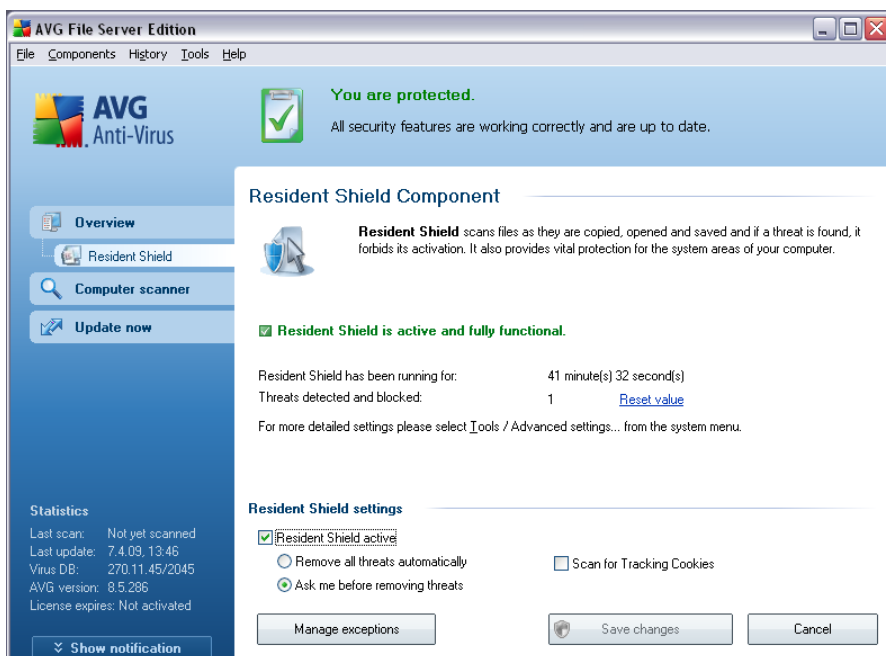 AVG File Server Edition
File Components History Tools Help
AVG
Anti-Virus
You are protected.
All security features are working correctly and are up to date.
Overview
Resident Shield
Computer scanner
Update now
Resident Shield Component
Resident Shield scans files as they are copied, opened and saved and if a threat is found, it
forbids its activation. It also provides vital protection for the system areas of your computer.
Resident Shield is active and fully functional.
Resident Shield has been running for: 41 minute(s) 32 second(s)
Threats detected and blocked: 1 Reset value
For more detailed settings please select Tools / Advanced settings... from the system menu.
Resident Shield settings
Resident Shield active
Remove all threats automatically
Scan for Tracking Cookies
Ask me before removing threats
Manage exceptions
Save changes
Cancel
Statistics
Last scan: Not yet scanned
Last update: 7.4.09, 13:46
Virus DB: 270.11.45/2045
AVG version: 8.5.286
License expires: Not activated
Show notification